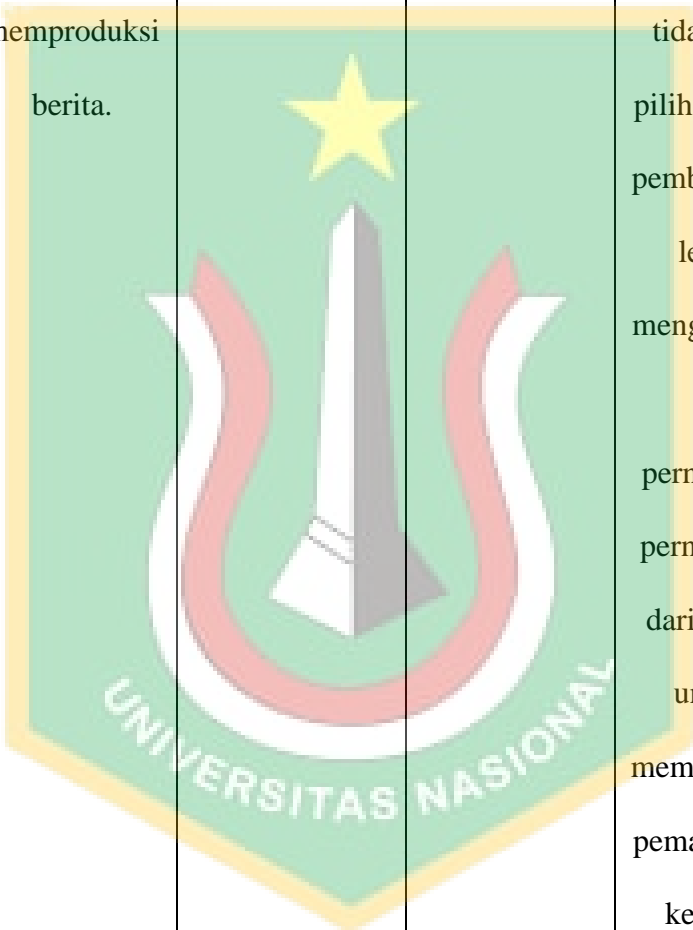 memproduksi
berita.
tida
pilih
pemb
le
meng
pern
pern
dari
mem
pema
ke
UNIVERSITAS NASIONAL